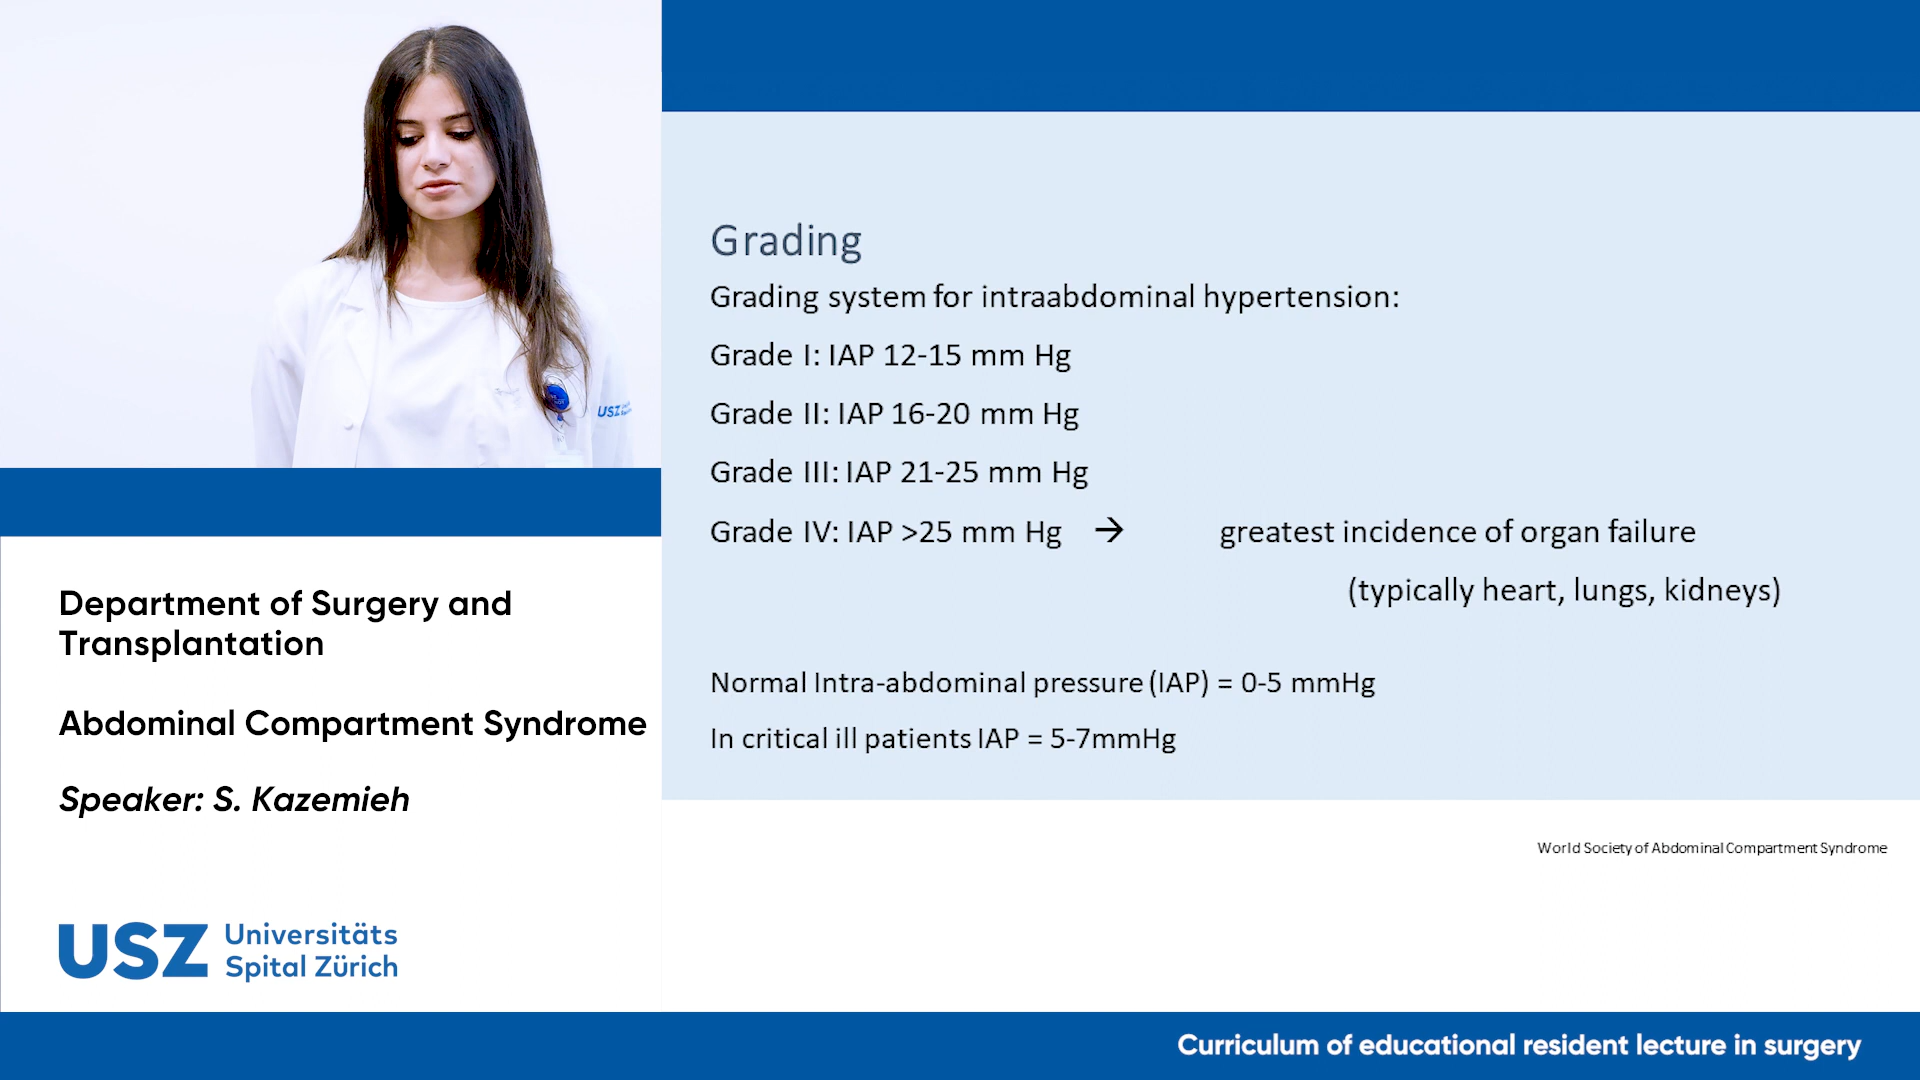 Grading
Grading system for intraabdominal hypertension:
Grade I: IAP 12-15 mm Hg
Grade II: IAP 16-20 mm Hg
Grade III: IAP 21-25 mm Hg
Grade IV: IAP >25 mm Hg → greatest incidence of organ failure
(typically heart, lungs, kidneys)
Normal Intra-abdominal pressure (IAP) = 0-5 mmHg
In critical ill patients IAP = 5-7mmHg
World Society of Abdominal Compartment Syndrome
USZ
Department of Surgery and
Transplantation
Abdominal Compartment Syndrome
Speaker: S. Kazemieh
USZ Universitäts
Spital Zürich
Curriculum of educational resident lecture in surgery